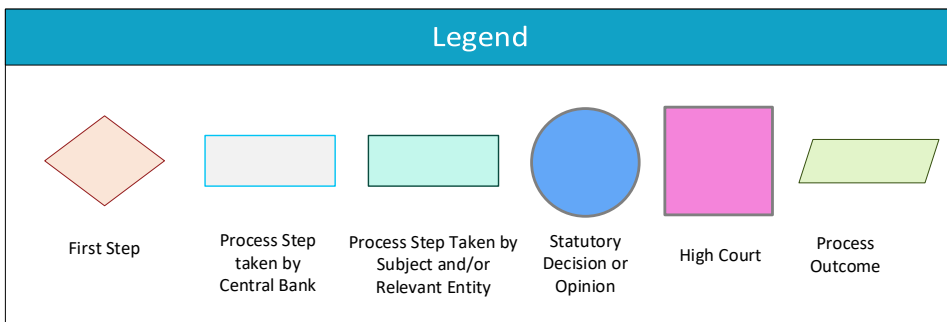 Legend
First Step
Process Step
taken by
Central Bank
Process Step Taken by
Subject and/or
Relevant Entity
Statutory
Decision or
Opinion
High Court
Process
Outcome